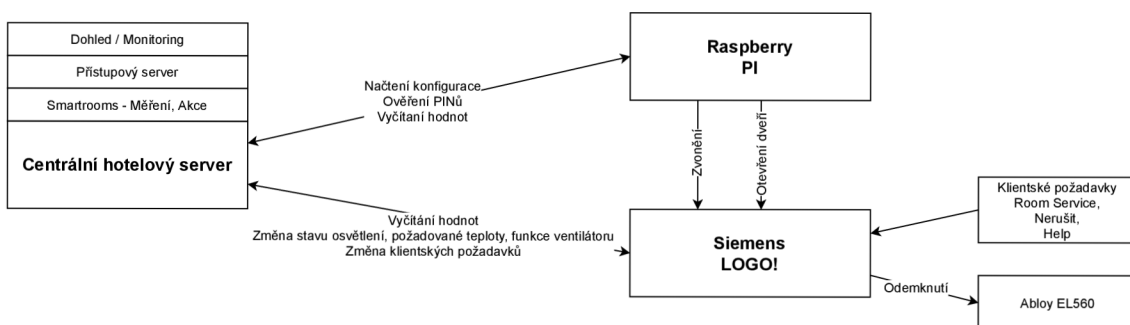 Dohled / Monitoring
Přístupový server
Smartrooms - Měření, Akce
Centrální hotelový server
Načtení konfigurace
Ověření PINů
Vyčítaní hodnot
Raspberry
PI
Zvonění
Otevření dveří
Vyčítání hodnot
Změna stavu osvětlení, požadované teploty, funkce ventilátoru
Změna klientských požadavků
Siemens
LOGO!
Klientské požadavky
Room Service,
Nerušit,
Help
Odemknutí
Abloy EL560